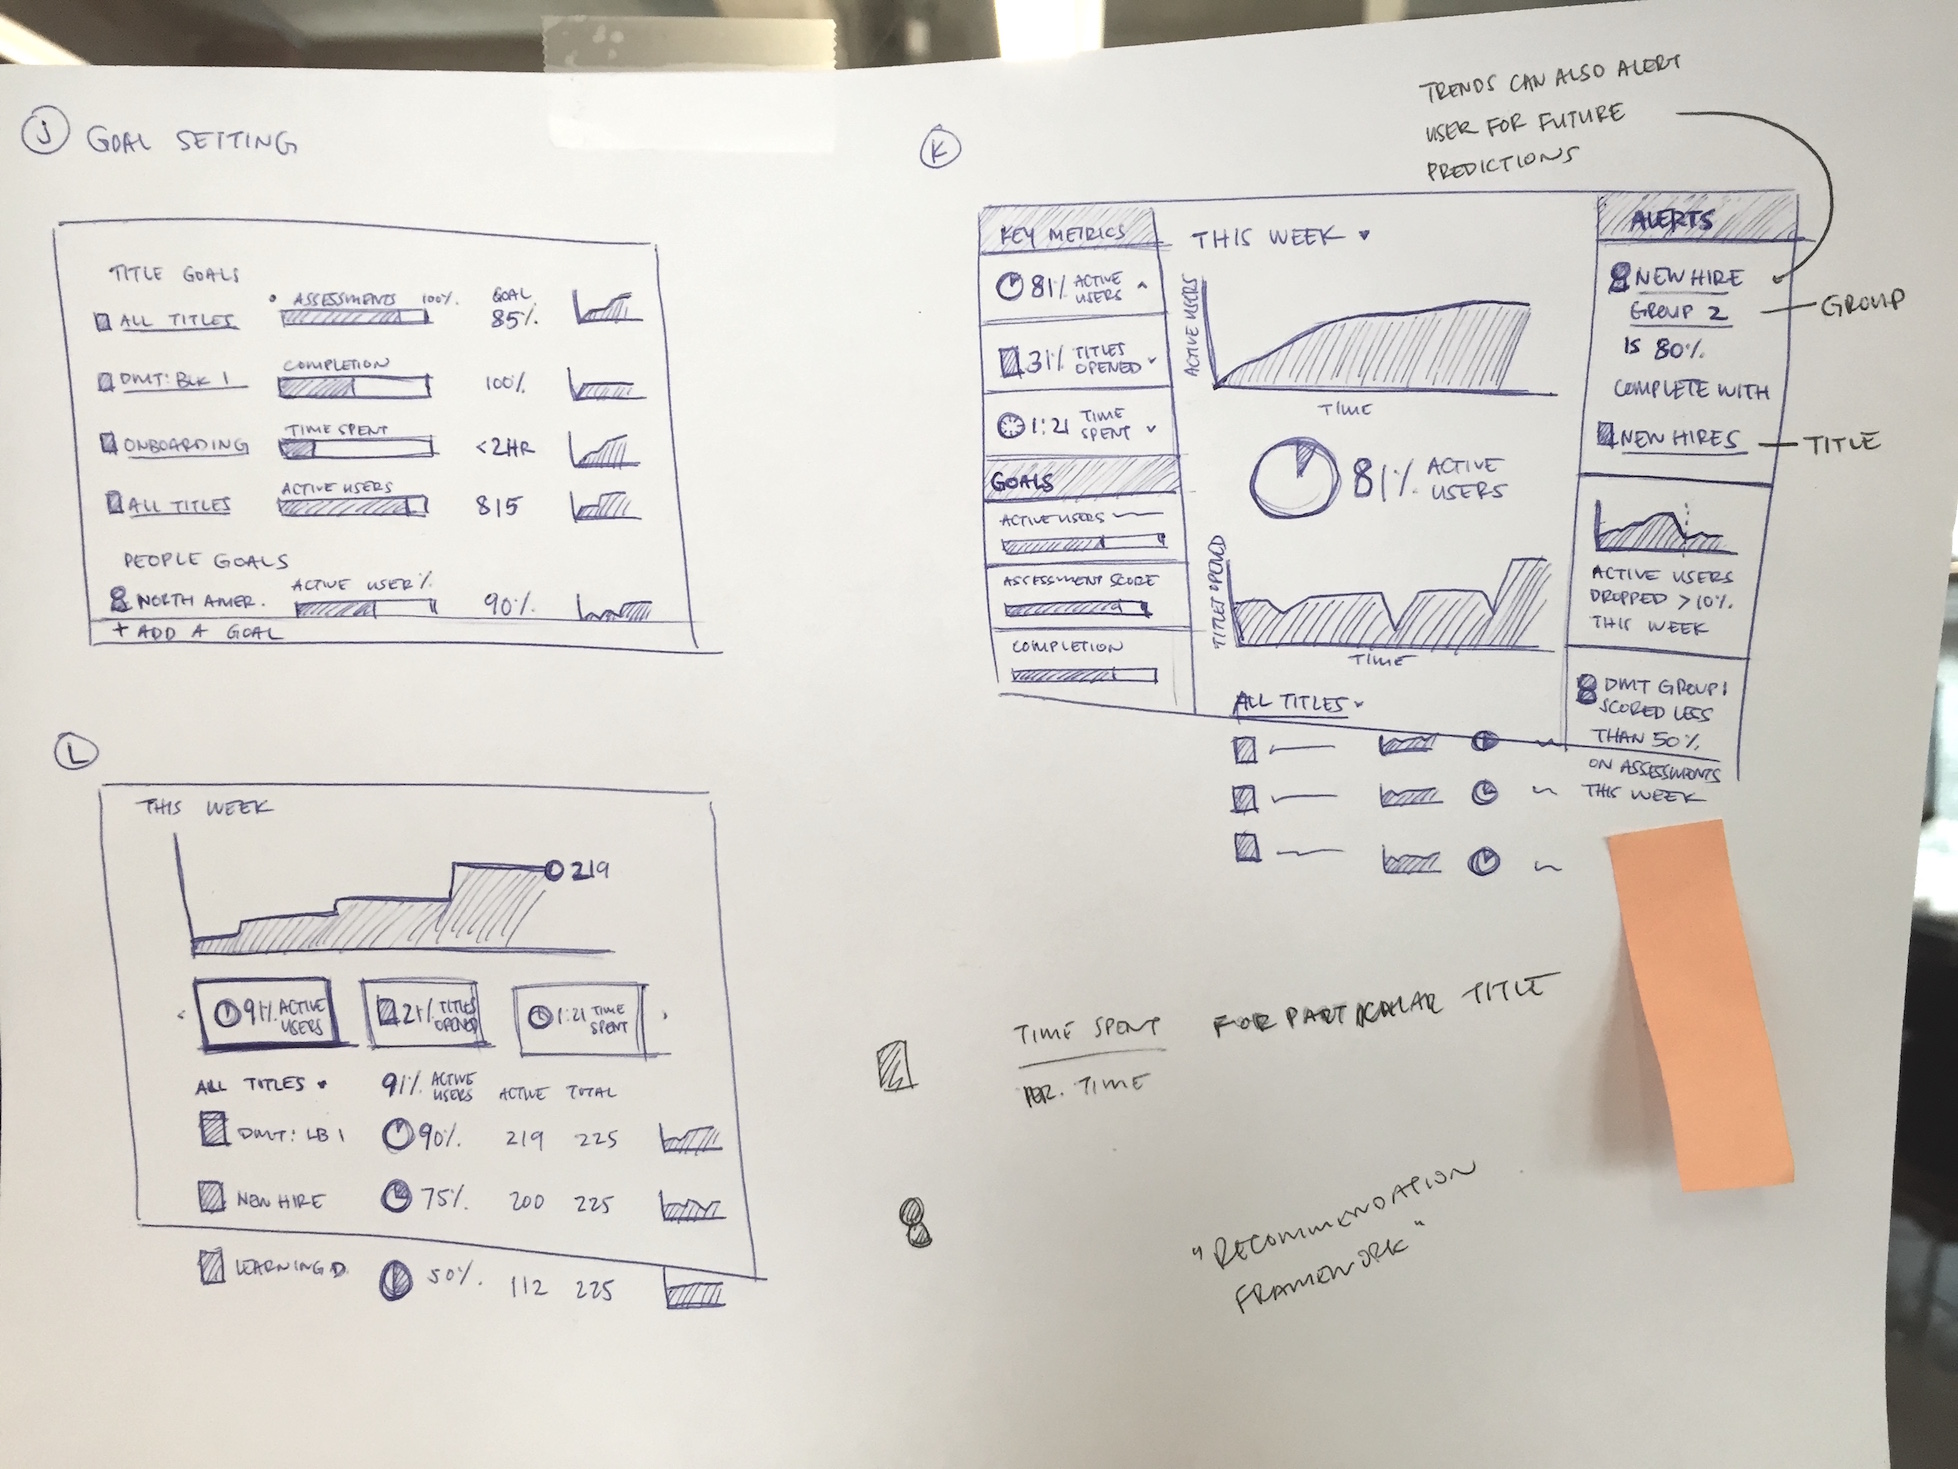 J GOAL SETTING
TITLE GOALS
ASSESSMENTS 100% GOAL
ALL TITLES 85%
COMPLETION
DMT: BLK 1 100%
TIME SPENT
ONBOARDING <2HR
ACTIVE USERS
ALL TITLES 815
PEOPLE GOALS
ACTIVE USER %
NORTH AMER. 90%
+ ADD A GOAL
K
TRENDS CAN ALSO ALERT
USER FOR FUTURE
PREDICTIONS
KEY METRICS
81% ACTIVE
USERS
31% TITLES
OPENED
1:21 TIME
SPENT
GOALS
ACTIVE USERS
ASSESSMENT SCORE
COMPLETION
THIS WEEK
ACTIVE USERS
TIME
81% ACTIVE
USERS
TITLES OPENED
TIME
ALL TITLES
ALERTS
NEW HIRE
GROUP 2
IS 80%
COMPLETE WITH
NEW HIRES
GROUP
TITLE
ACTIVE USERS
DROPPED >10%
THIS WEEK
DMT GROUP 1
SCORED LESS
THAN 50%
ON ASSESSMENTS
THIS WEEK
L
THIS WEEK
219
91% ACTIVE
USERS
21% TITLES
OPENED
1:21 TIME
SPENT
ALL TITLES 91% ACTIVE
USERS ACTIVE TOTAL
DMT: LB 1 90% 219 225
NEW HIRE 75% 200 225
LEARNING D. 50% 112 225
TIME SPENT FOR PARTICULAR TITLE
PER. TIME
"RECOMMENDATION
FRAMEWORK"